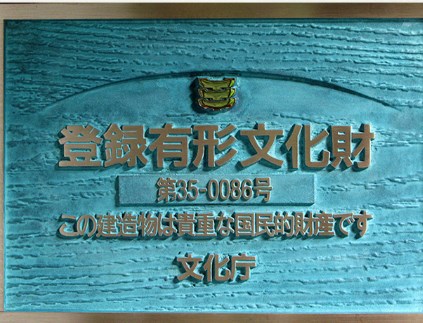 登録有形文化財
第35-0086号
この建造物は貴重な国民的財産です
文化庁